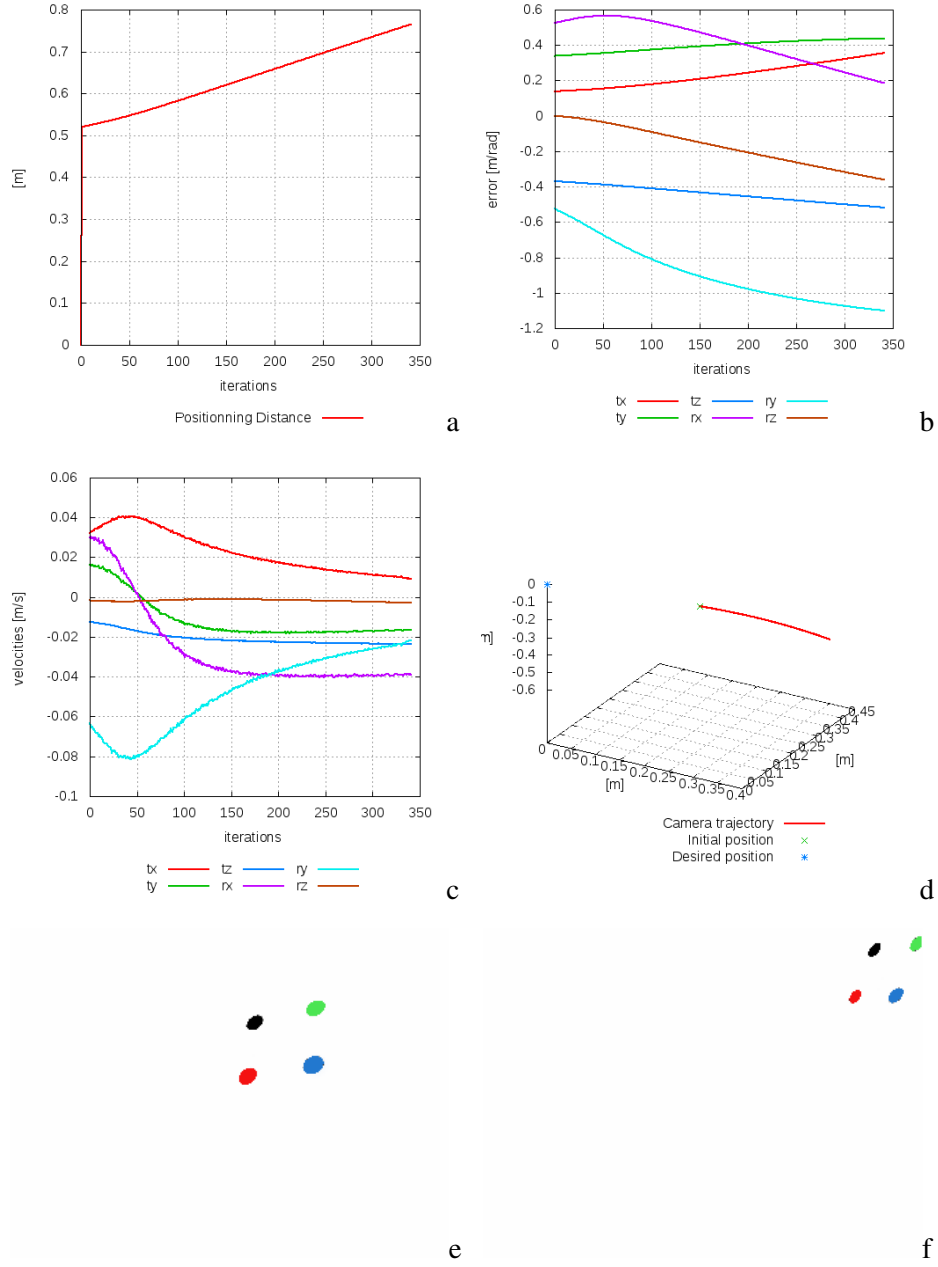 0.8
0.7
0.6
0.5
0.4
0.3
0.2
0.1
0
[m]
0 50 100 150 200 250 300 350
iterations
Positionning Distance
a
0.6
0.4
0.2
0
-0.2
-0.4
-0.6
-0.8
-1
-1.2
error [m/rad]
0 50 100 150 200 250 300 350
iterations
tx tz ry
ty rx rz
b
0.06
0.04
0.02
0
-0.02
-0.04
-0.06
-0.08
-0.1
velocities [m/s]
0 50 100 150 200 250 300 350
iterations
tx tz ry
ty rx rz
c
0
-0.1
-0.2
-0.3
-0.4
-0.5
-0.6
0 0.05 0.1 0.15 0.2 0.25 0.3 0.35 0.4
[m]
0 0.05 0.1 0.15 0.2 0.25 0.3 0.35 0.4 0.45
[m]
Camera trajectory
Initial position
Desired position
d
e
f